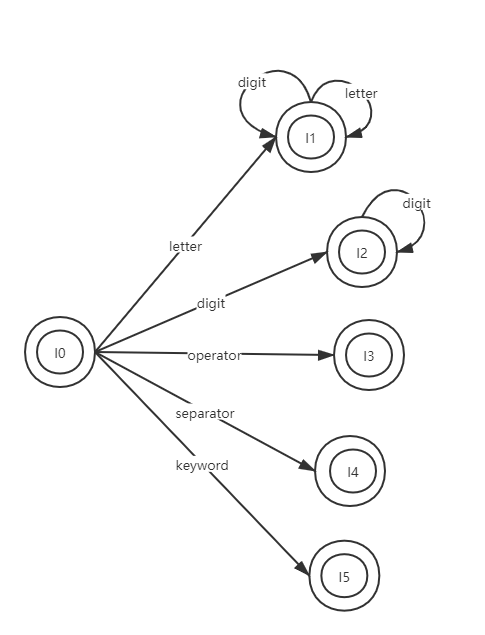 digit
letter
I1
digit
I2
letter
digit
I0
operator
I3
separator
keyword
I4
I5